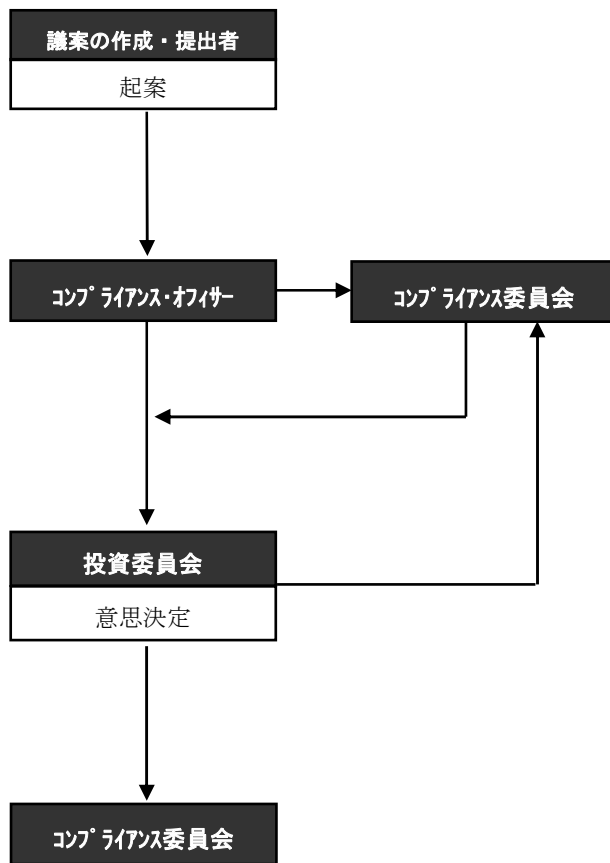 議案の作成・提出者
起案
ｺﾝﾌﾟﾗｲｱﾝｽ･ｵﾌｨｻｰ
ｺﾝﾌﾟﾗｲｱﾝｽ委員会
投資委員会
意思決定
ｺﾝﾌﾟﾗｲｱﾝｽ委員会